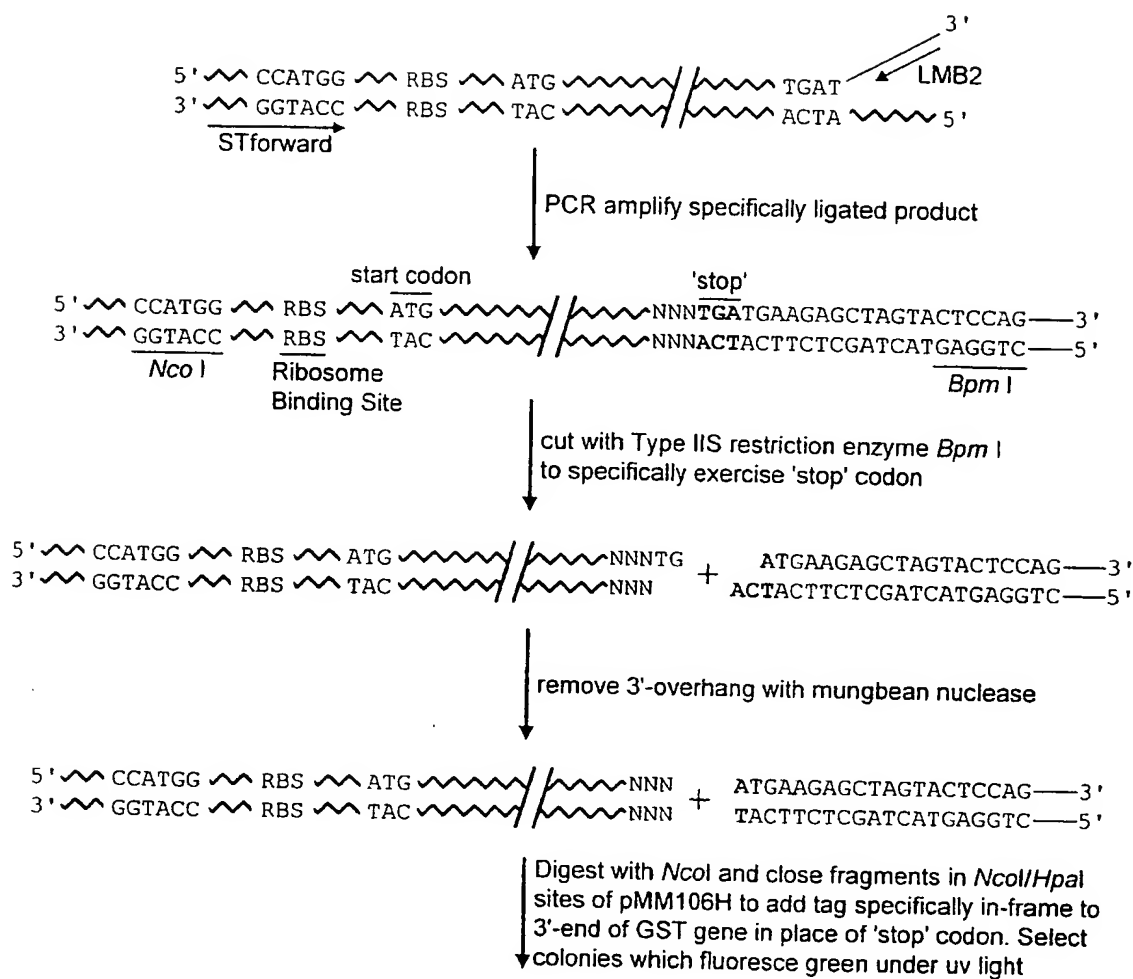 3'
5' CCATGG RBS ATG TGAT LMB2
3' GGTACC RBS TAC ACTA 5'
STforward
PCR amplify specifically ligated product
start codon 'stop'
5' CCATGG RBS ATG NNNTGATGAAGAGCTAGTACTCCAG 3'
3' GGTACC RBS TAC NNNACTACTTCTCGATCATGAGGTC 5'
Nco I Ribosome Bpm I
Binding Site
cut with Type IIS restriction enzyme Bpm I
to specifically exercise 'stop' codon
5' CCATGG RBS ATG NNNTG + ATGAAGAGCTAGTACTCCAG 3'
3' GGTACC RBS TAC NNN ACTACTTCTCGATCATGAGGTC 5'
remove 3'-overhang with mungbean nuclease
5' CCATGG RBS ATG NNN + ATGAAGAGCTAGTACTCCAG 3'
3' GGTACC RBS TAC NNN TACTTCTCGATCATGAGGTC 5'
Digest with NcoI and close fragments in NcoI/HpaI
sites of pMM106H to add tag specifically in-frame to
3'-end of GST gene in place of 'stop' codon. Select
colonies which fluoresce green under uv light